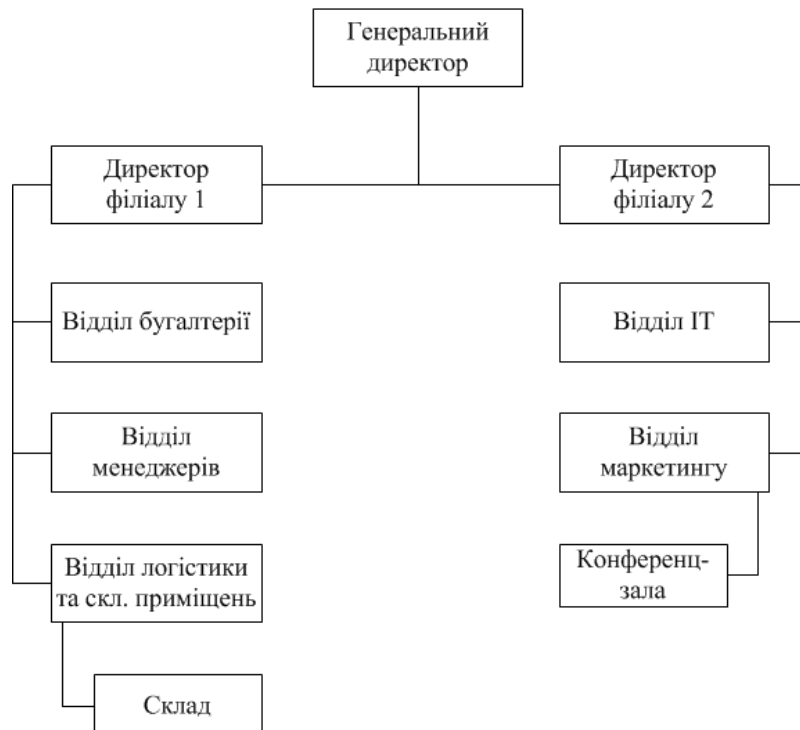 Генеральний
директор
Директор
філіалу 1
Директор
філіалу 2
Відділ бугалтерії
Відділ ІТ
Відділ
менеджерів
Відділ
маркетингу
Відділ логістики
та скл. приміщень
Конференц-
зала
Склад